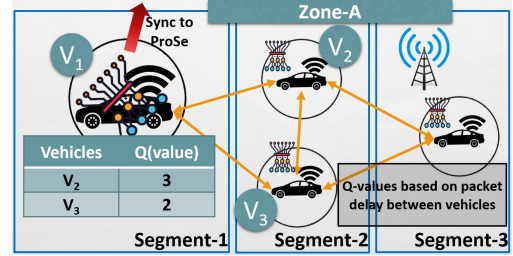 Zone-A
Sync to
ProSe
V1
V2
Vehicles Q(value)
V2 3
V3 2
V3
Q-values based on packet
delay between vehicles
Segment-1
Segment-2
Segment-3